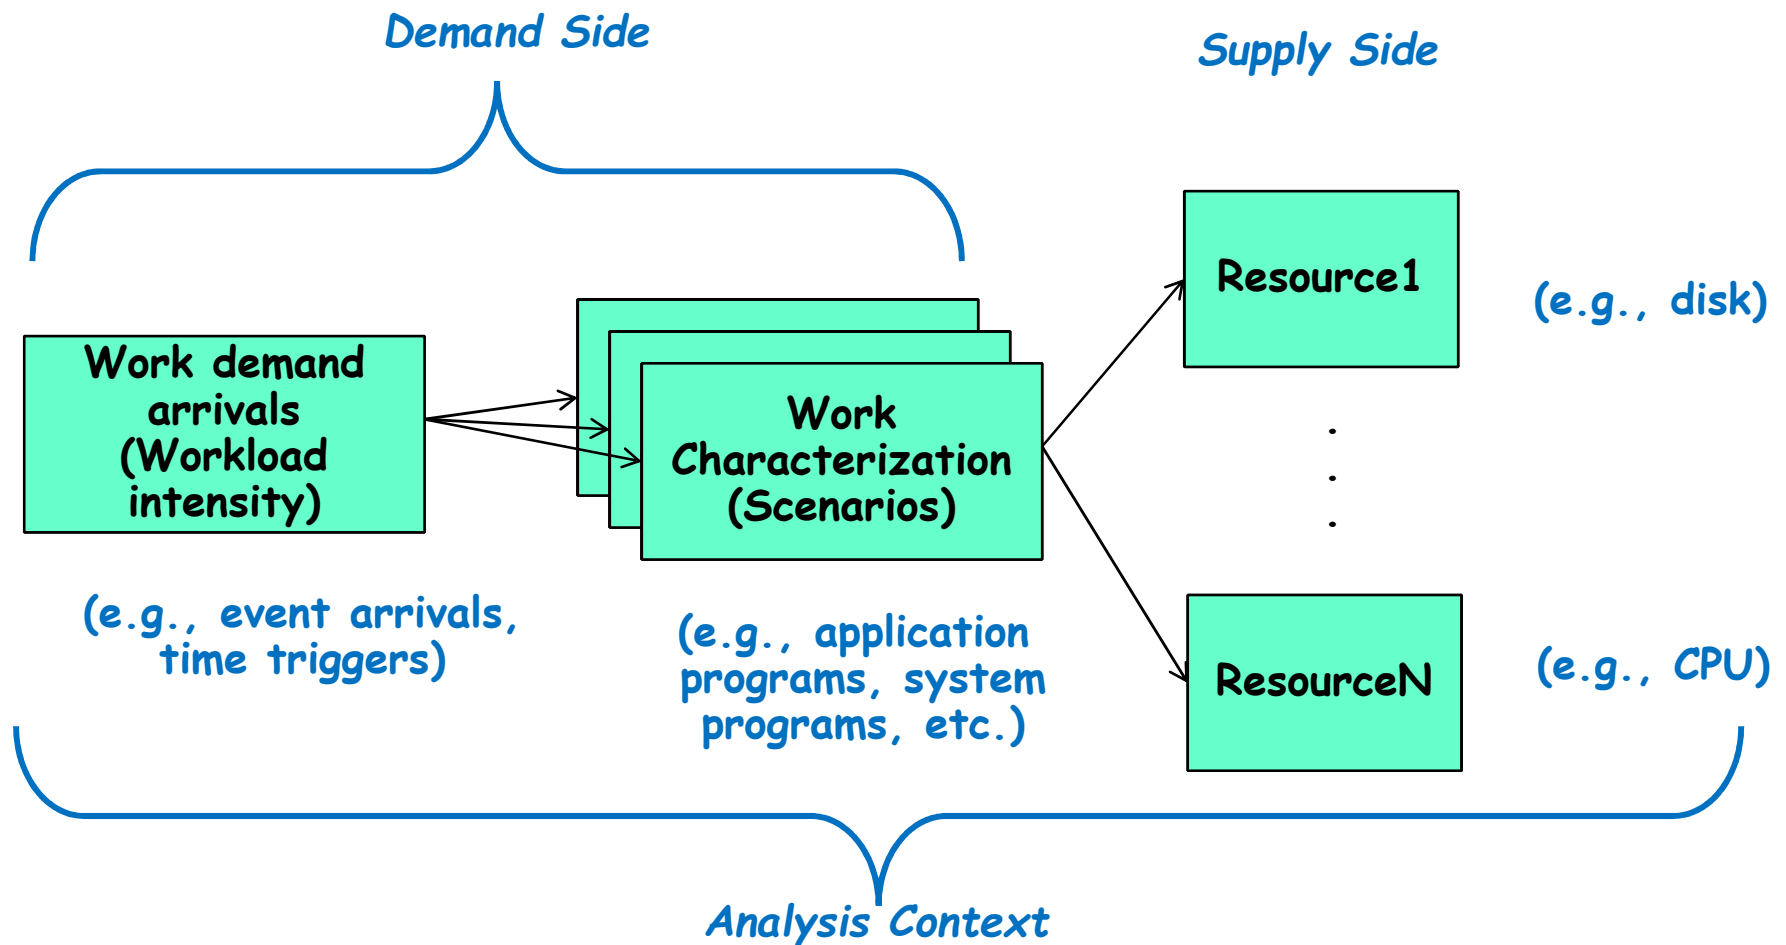 Demand Side
Supply Side
Work demand
arrivals
(Workload
intensity)
(e.g., event arrivals,
time triggers)
Work
Characterization
(Scenarios)
(e.g., application
programs, system
programs, etc.)
Resource1
(e.g., disk)
.
.
.
ResourceN
(e.g., CPU)
Analysis Context